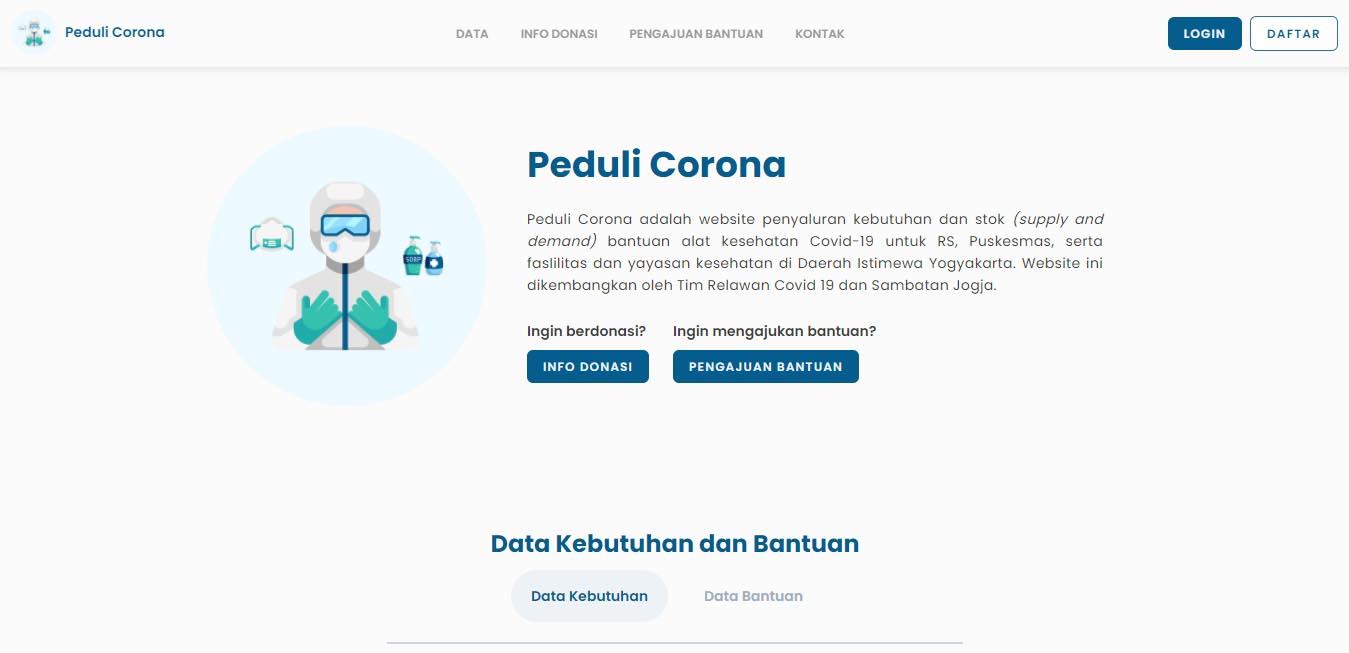 Peduli Corona
DATA INFO DONASI PENGAJUAN BANTUAN KONTAK
LOGIN DAFTAR
SOAP
Peduli Corona
Peduli Corona adalah website penyaluran kebutuhan dan stok (supply and
demand) bantuan alat kesehatan Covid-19 untuk RS, Puskesmas, serta
faslilitas dan yayasan kesehatan di Daerah Istimewa Yogyakarta. Website ini
dikembangkan oleh Tim Relawan Covid 19 dan Sambatan Jogja.
Ingin berdonasi? Ingin mengajukan bantuan?
INFO DONASI PENGAJUAN BANTUAN
Data Kebutuhan dan Bantuan
Data Kebutuhan Data Bantuan